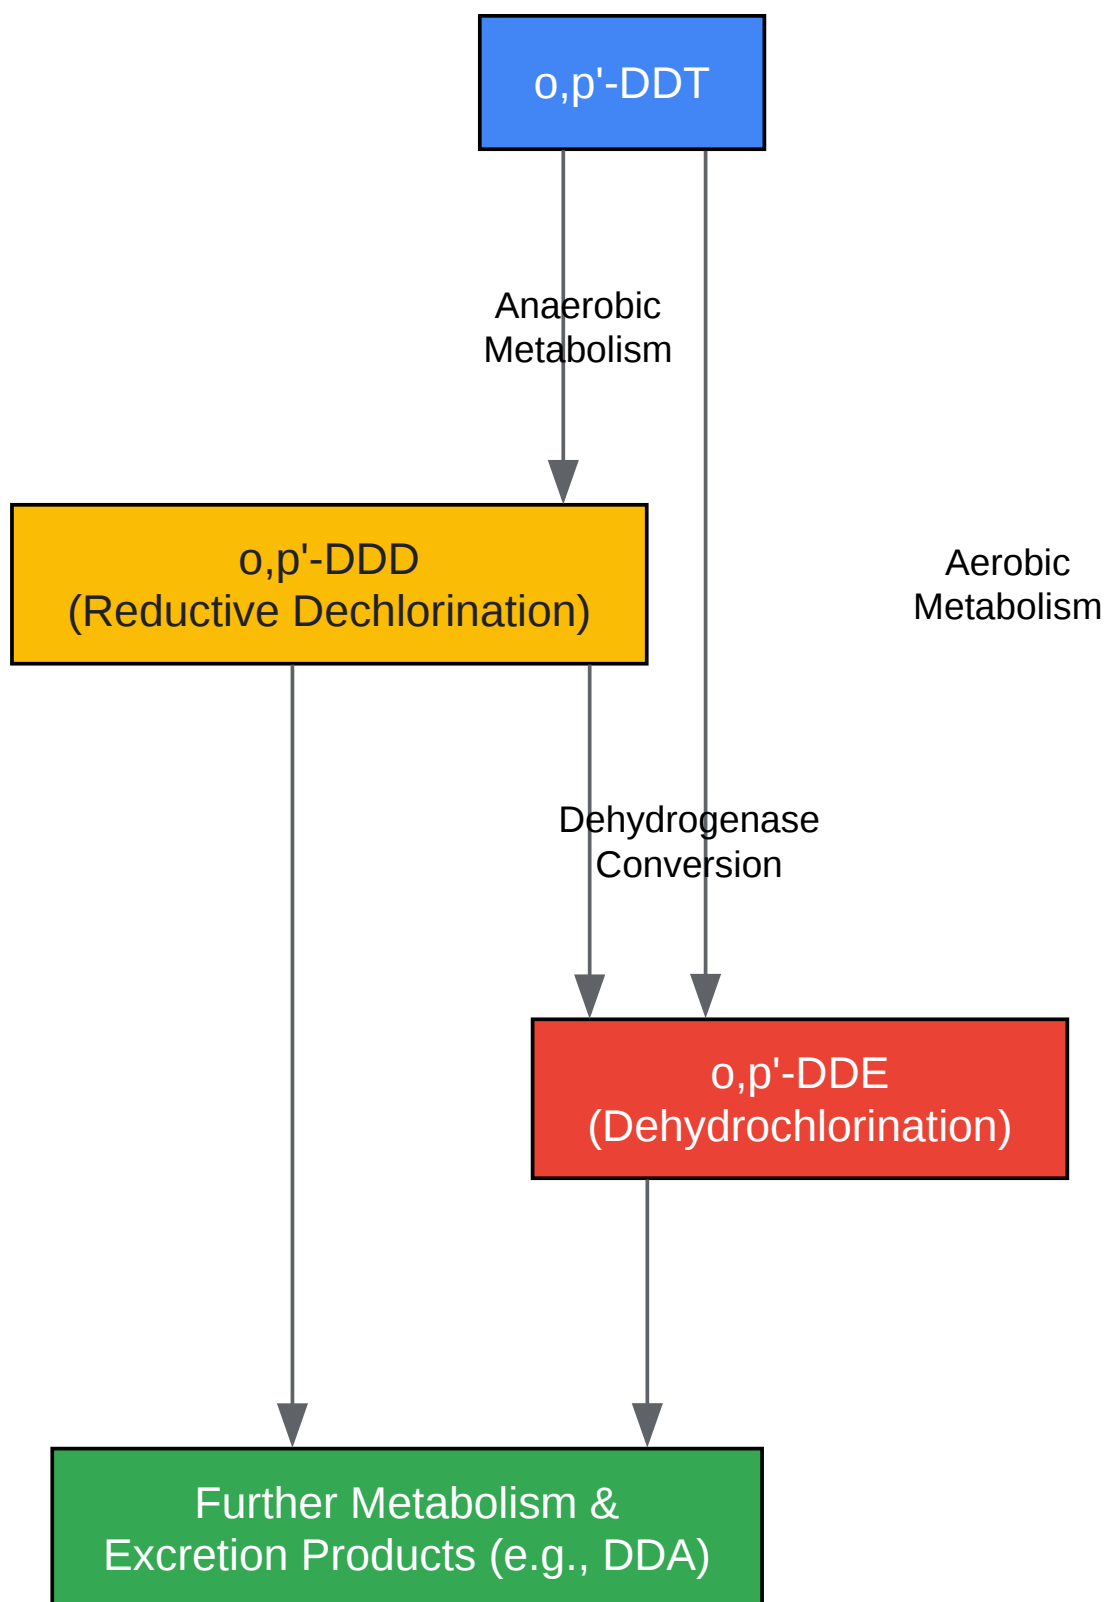 o,p'-DDT
Anaerobic
Metabolism
o,p'-DDD
(Reductive Dechlorination)
Aerobic
Metabolism
Dehydrogenase
Conversion
o,p'-DDE
(Dehydrochlorination)
Further Metabolism &
Excretion Products (e.g., DDA)